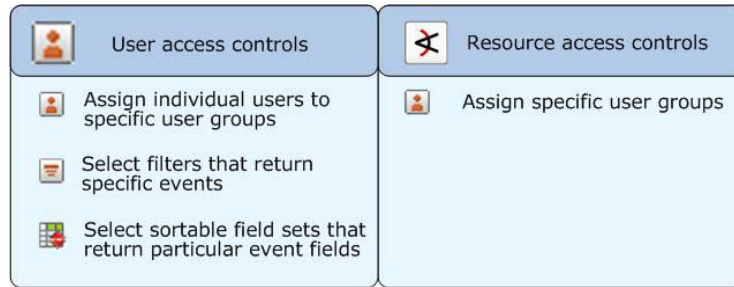 User access controls
Assign individual users to
specific user groups
Select filters that return
specific events
Select sortable field sets that
return particular event fields
Resource access controls
Assign specific user groups